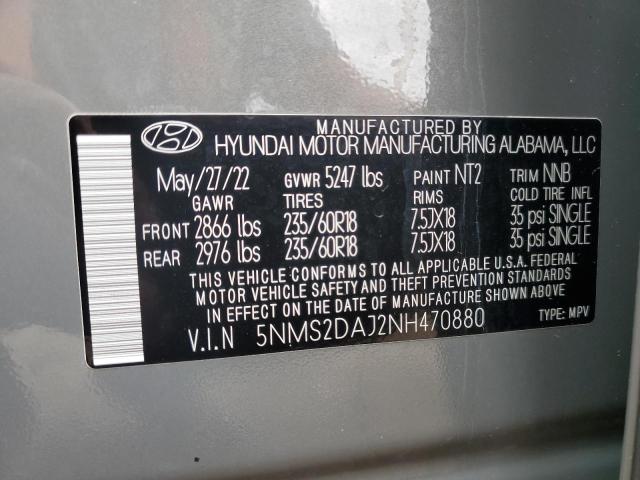 MANUFACTURED BY
HYUNDAI MOTOR MANUFACTURING ALABAMA, LLC
May/27/22 GVWR 5247 lbs PAINT NT2 TRIM NNB
GAWR TIRES RIMS COLD TIRE INFL
FRONT 2866 lbs 235/60R18 7.5JX18 35 psi SINGLE
REAR 2976 lbs 235/60R18 7.5JX18 35 psi SINGLE
THIS VEHICLE CONFORMS TO ALL APPLICABLE U.S.A. FEDERAL
MOTOR VEHICLE SAFETY AND THEFT PREVENTION STANDARDS
IN EFFECT ON THE DATE OF MANUFACTURE SHOWN ABOVE.
V.I.N 5NMS2DAJ2NH470880 TYPE: MPV